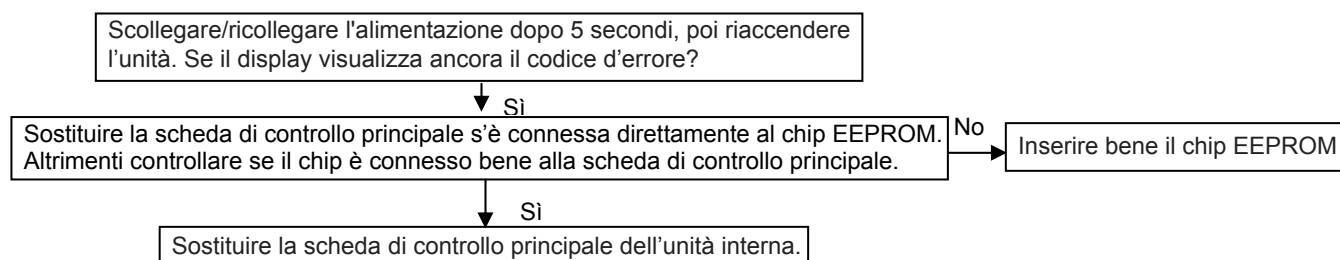 Scollegare/ricollegare l'alimentazione dopo 5 secondi, poi riaccendere
l’unità. Se il display visualizza ancora il codice d’errore?
Sì
Sostituire la scheda di controllo principale s’è connessa direttamente al chip EEPROM.
Altrimenti controllare se il chip è connesso bene alla scheda di controllo principale.
No
Inserire bene il chip EEPROM
Sì
Sostituire la scheda di controllo principale dell’unità interna.